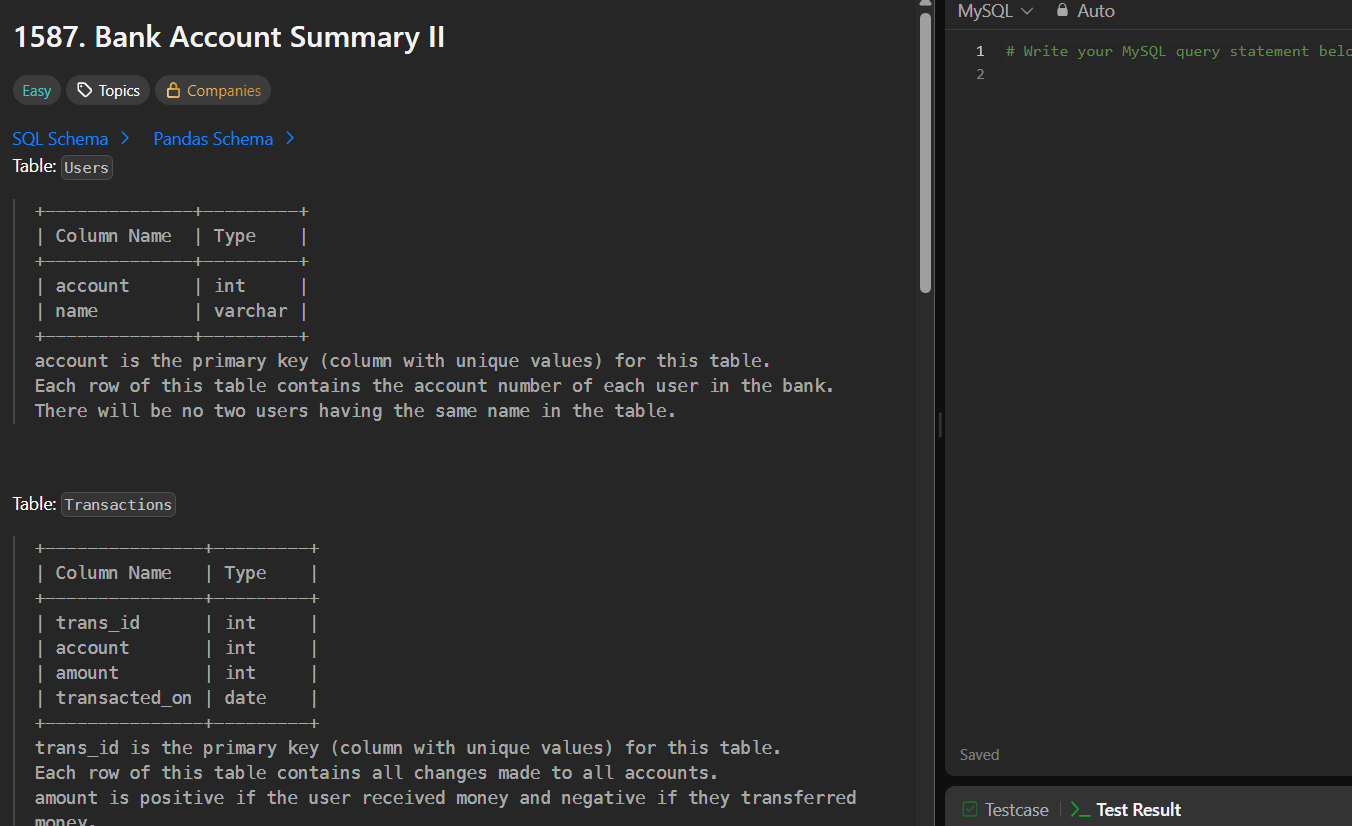 1587. Bank Account Summary II
Easy Topics Companies
SQL Schema > Pandas Schema >
Table: Users
+--------------+---------+
| Column Name  | Type    |
+--------------+---------+
| account      | int     |
| name         | varchar |
+--------------+---------+
account is the primary key (column with unique values) for this table.
Each row of this table contains the account number of each user in the bank.
There will be no two users having the same name in the table.
Table: Transactions
+---------------+---------+
| Column Name   | Type    |
+---------------+---------+
| trans_id      | int     |
| account       | int     |
| amount        | int     |
| transacted_on | date    |
+---------------+---------+
trans_id is the primary key (column with unique values) for this table.
Each row of this table contains all changes made to all accounts.
amount is positive if the user received money and negative if they transferred
money.
MySQL Auto
1 # Write your MySQL query statement belo
2
Saved
Testcase | >_ Test Result